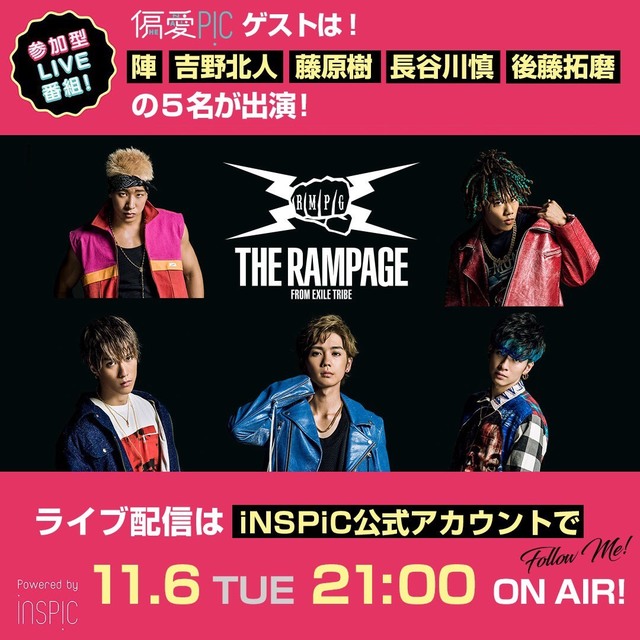 参加型
LIVE
番組!
偏愛PiC ゲストは!
陣 吉野北人 藤原樹 長谷川慎 後藤拓磨
の5名が出演!
R/M/P/G
THE RAMPAGE
FROM EXILE TRIBE
ライブ配信は iNSPiC公式アカウントで
Follow Me!
Powered by
iNSPiC
11.6 TUE 21:00 ON AIR!